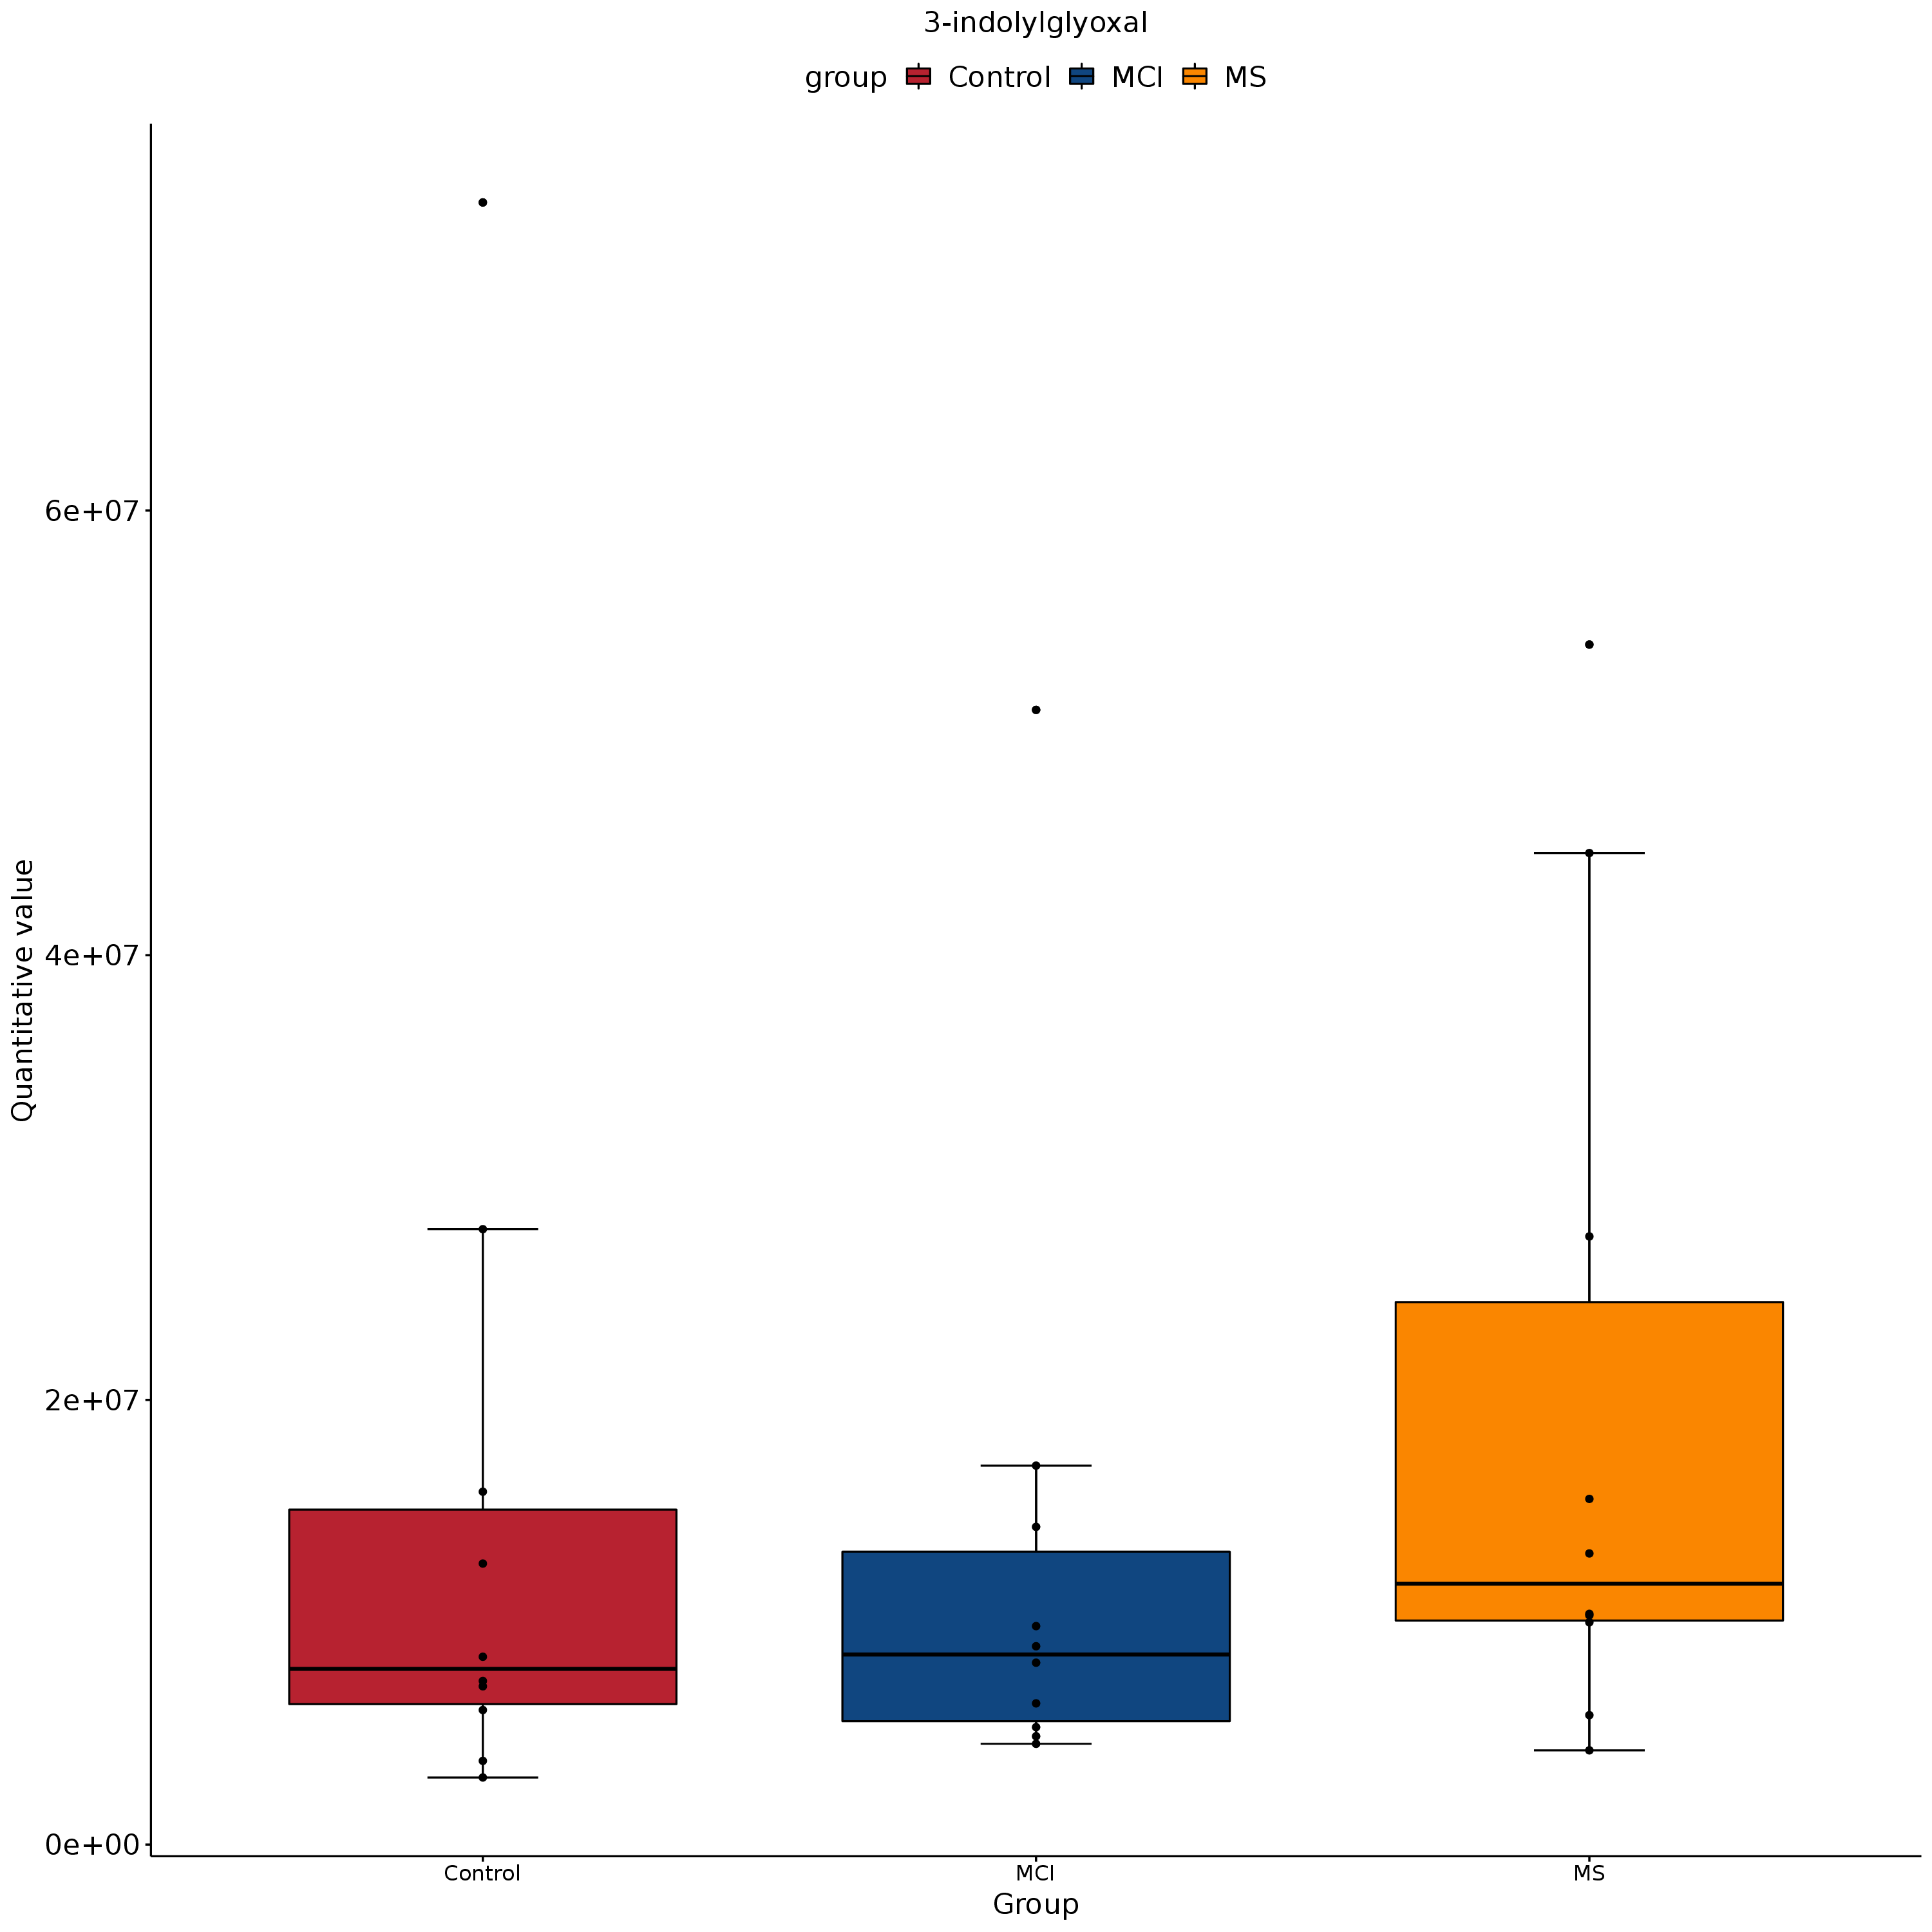 3-indolylglyoxal
group Control MCI MS
Quantitative value
6e+07
4e+07
2e+07
0e+00
Control MCI MS
Group